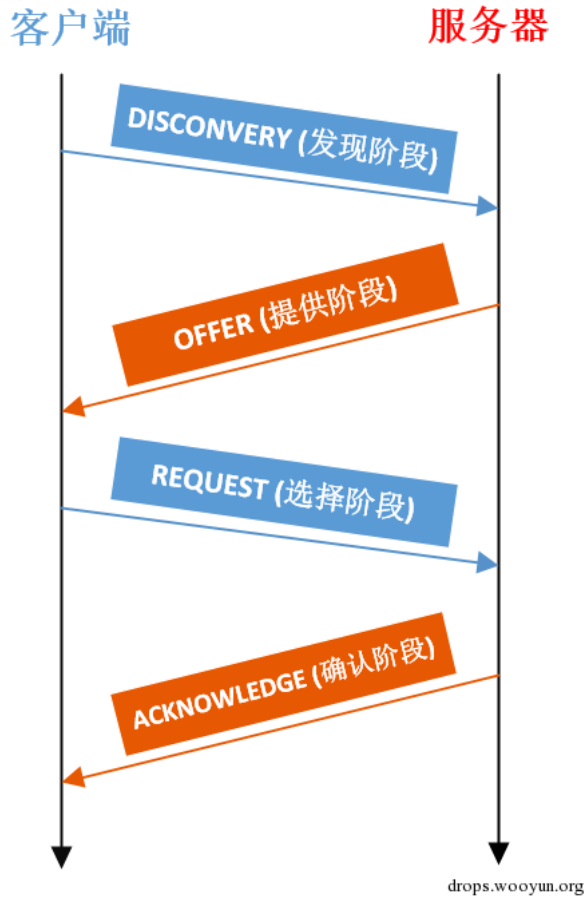 客户端
服务器
DISCONVERY (发现阶段)
OFFER (提供阶段)
REQUEST (选择阶段)
ACKNOWLEDGE (确认阶段)
drops.wooyun.org